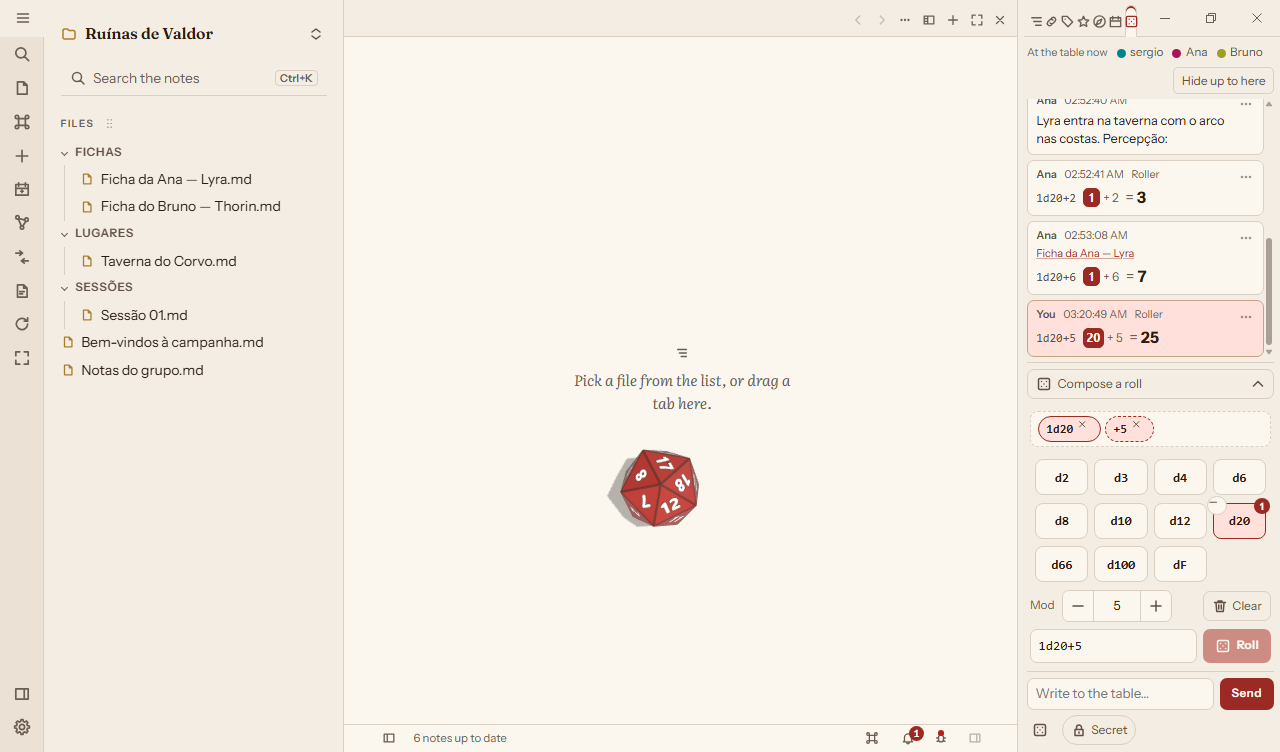 Ruínas de Valdor
Search the notes
Ctrl+K
FILES
FICHAS
Ficha da Ana — Lyra.md
Ficha do Bruno — Thorin.md
LUGARES
Taverna do Corvo.md
SESSÕES
Sessão 01.md
Bem-vindos à campanha.md
Notas do grupo.md
Pick a file from the list, or drag a
tab here.
8
17
18
7
12
6 notes up to date
1
At the table now
sergio
Ana
Bruno
Hide up to here
Ana 02:52:40 AM
Lyra entra na taverna com o arco
nas costas. Percepção:
Ana 02:52:41 AM Roller
1d20+2 1 + 2 = 3
Ana 02:53:08 AM
Ficha da Ana — Lyra
1d20+6 1 + 6 = 7
You 03:20:49 AM Roller
1d20+5 20 + 5 = 25
Compose a roll
1d20 × +5 ×
d2 d3 d4 d6
d8 d10 d12 d20 1
d66 d100 dF
Mod − 5 + Clear
1d20+5 Roll
Write to the table... Send
Secret